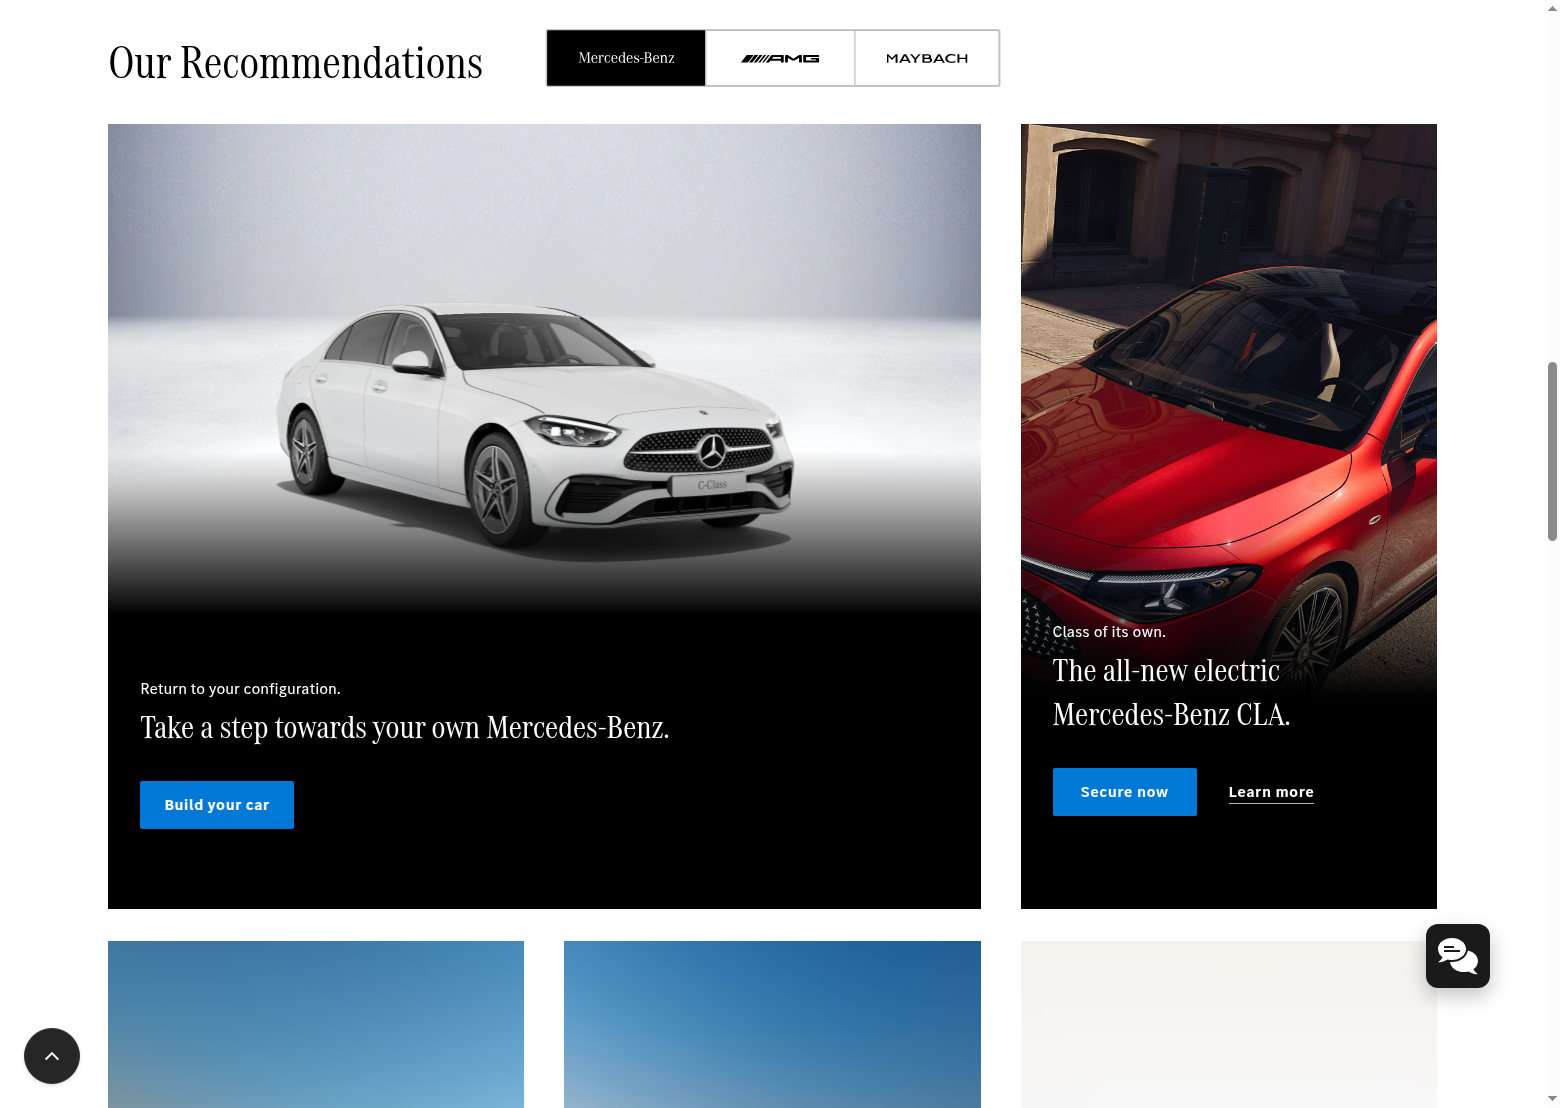 Our Recommendations
Mercedes-Benz
AMG
MAYBACH
C-Class
Return to your configuration.
Take a step towards your own Mercedes-Benz.
Build your car
Class of its own.
The all-new electric
Mercedes-Benz CLA.
Secure now
Learn more